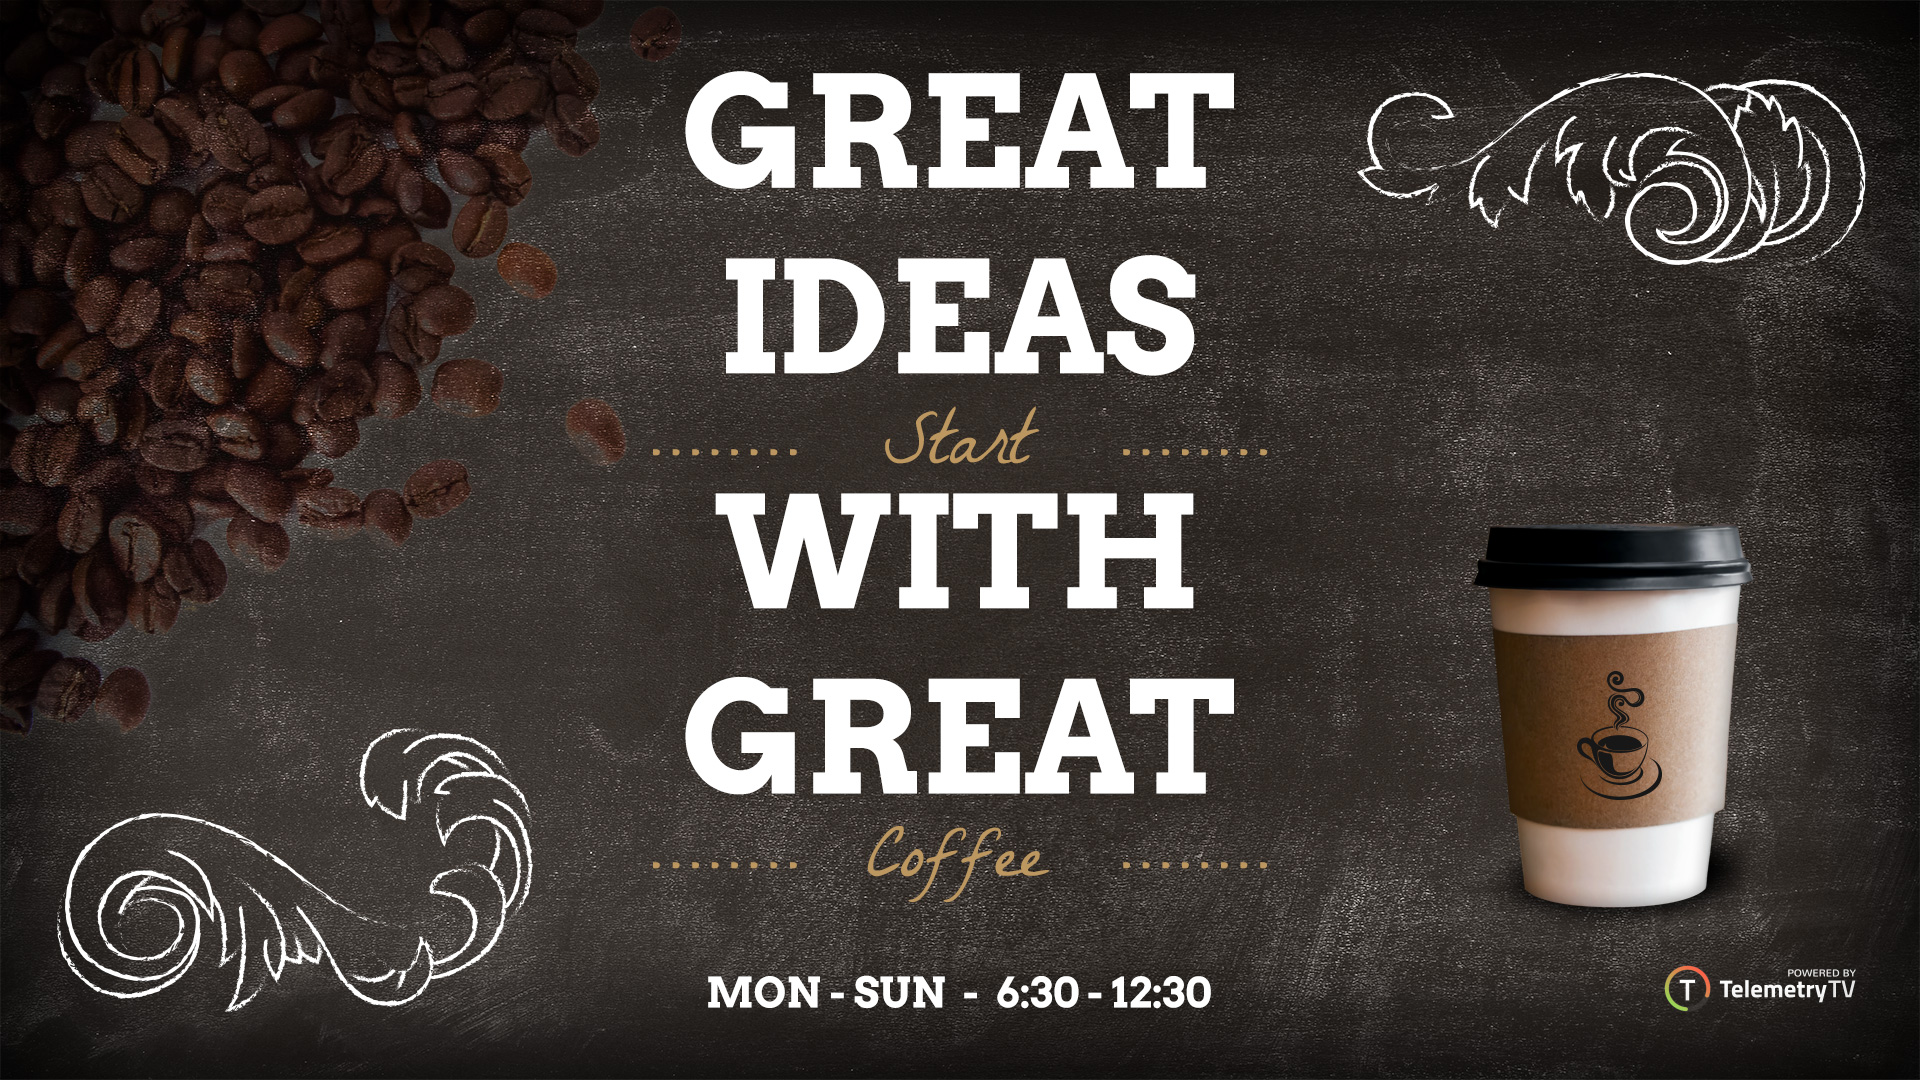 GREAT
IDEAS
Start
WITH
GREAT
Coffee
MON - SUN - 6:30 - 12:30
POWERED BY
T TelemetryTV